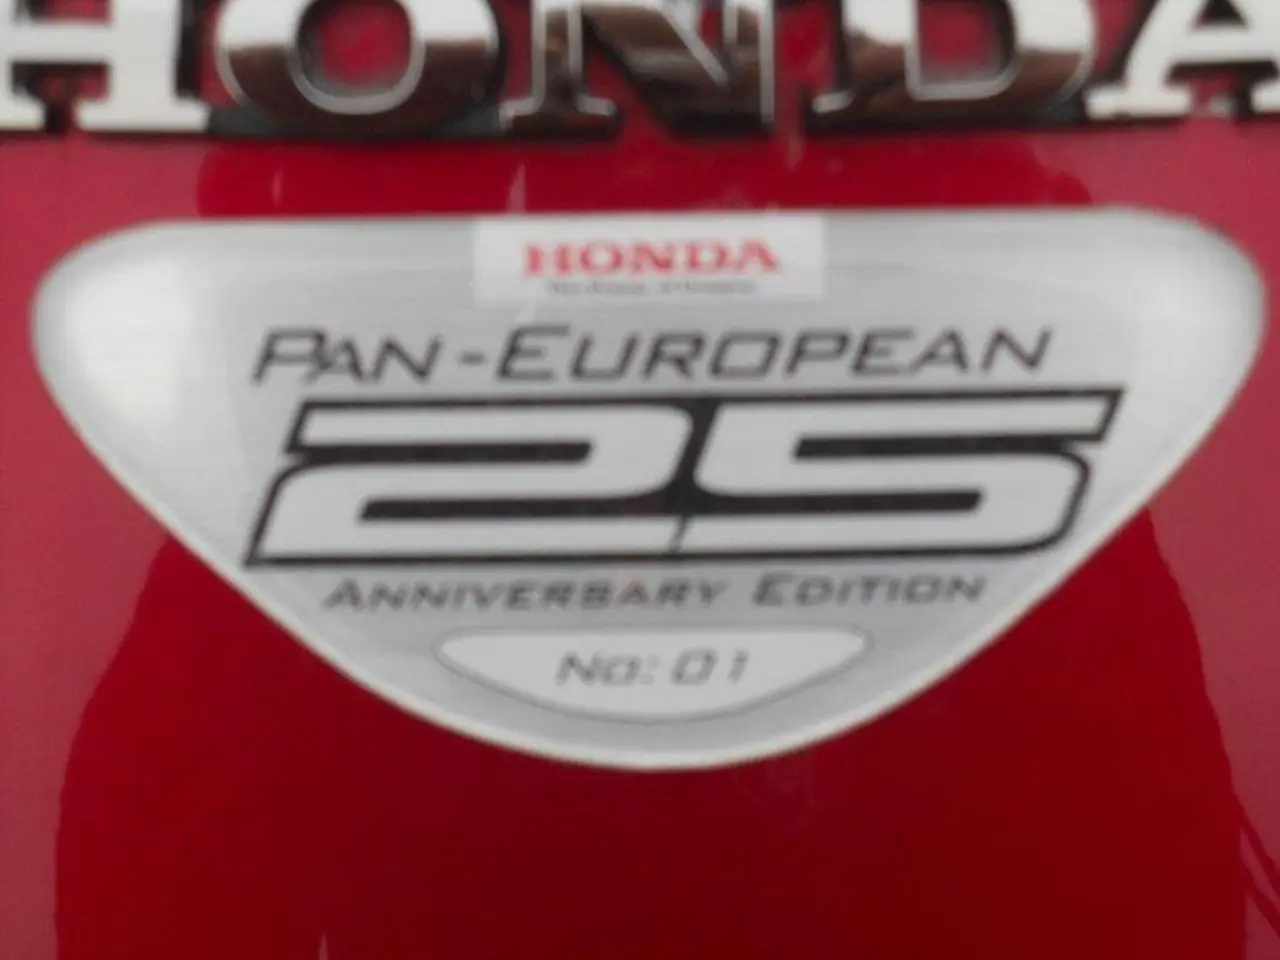 HONDA
HONDA
PAN-EUROPEAN
25
ANNIVERSARY EDITION
No: 01